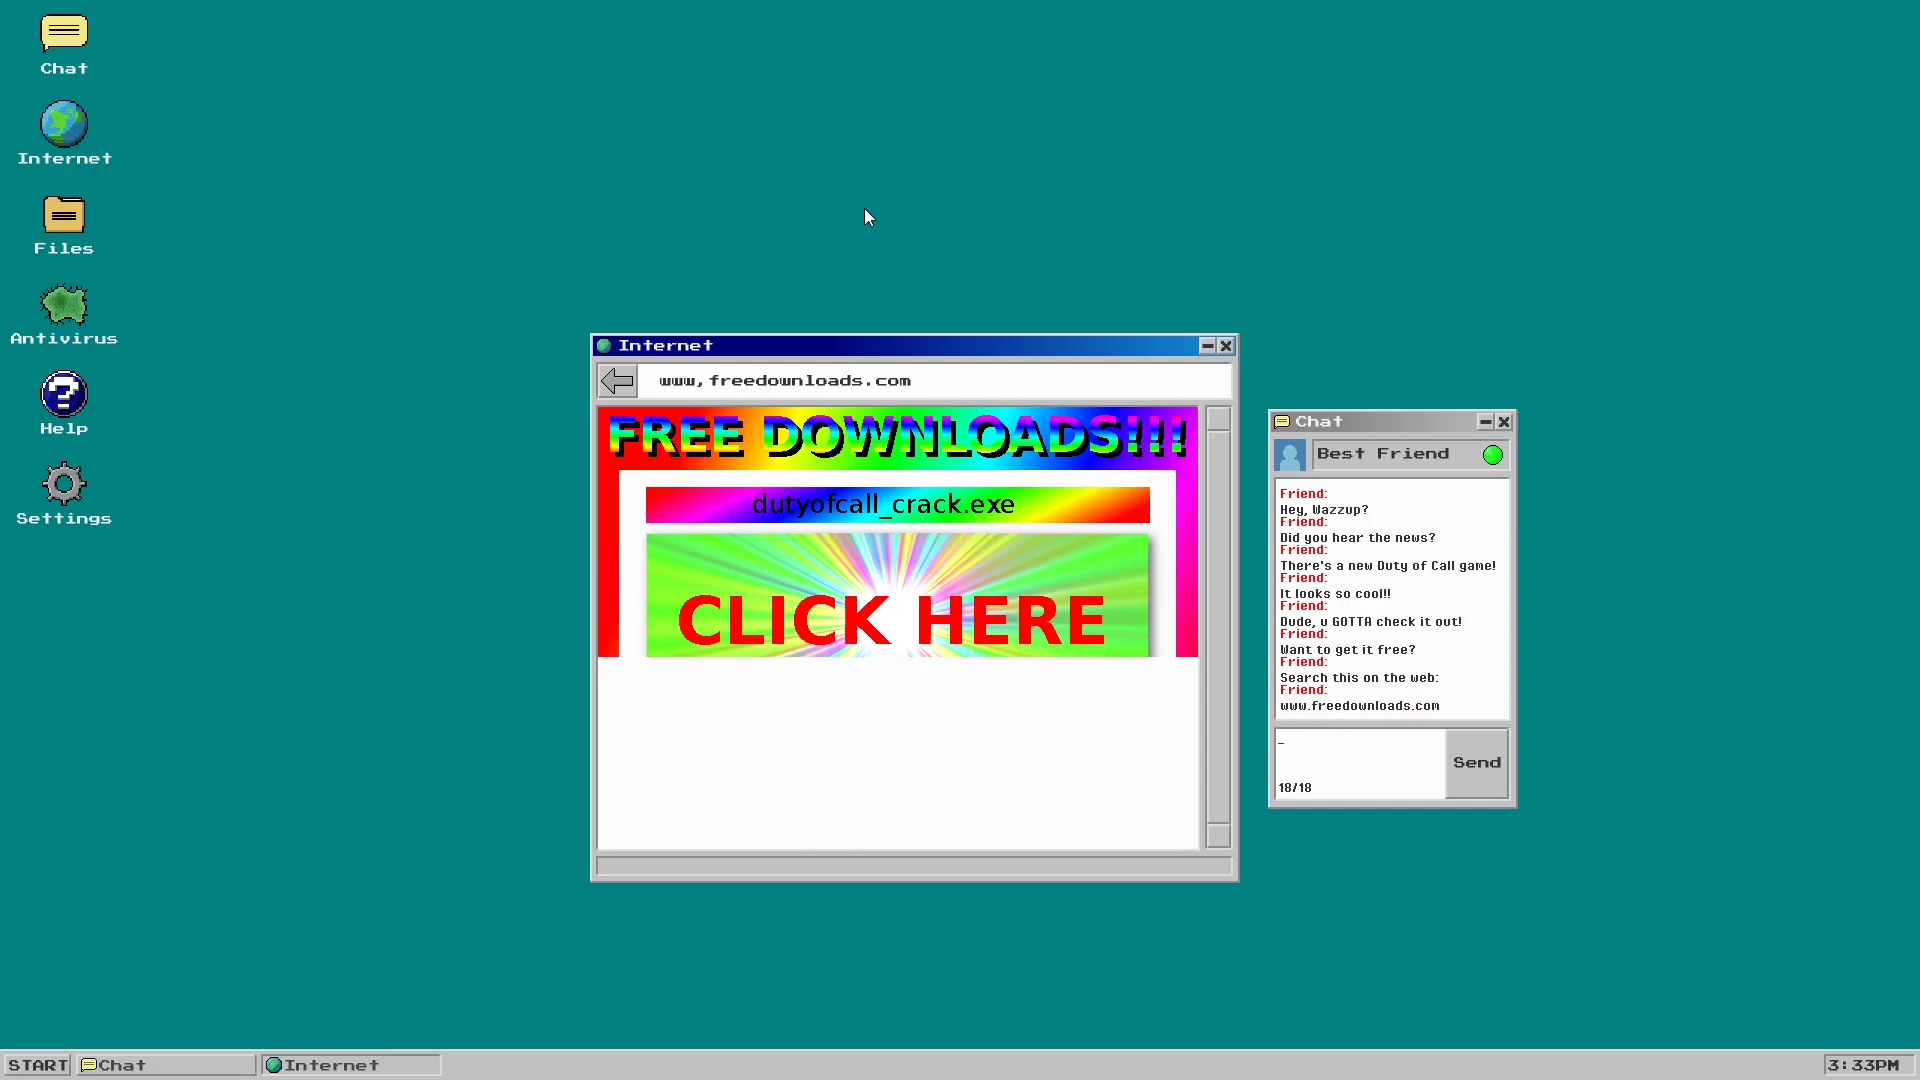 Chat
Internet
Files
Antivirus
Help
Settings
Internet
www,freedownloads.com
FREE DOWNLOADS!!!
dutyofcall_crack.exe
CLICK HERE
Chat
Best Friend
Friend:
Hey, Wazzup?
Friend:
Did you hear the news?
Friend:
There's a new Duty of Call game!
Friend:
It looks so cool!!
Friend:
Dude, u GOTTA check it out!
Friend:
Want to get it free?
Friend:
Search this on the web:
Friend:
www.freedownloads.com
_
Send
18/18
START
Chat
Internet
3:33PM